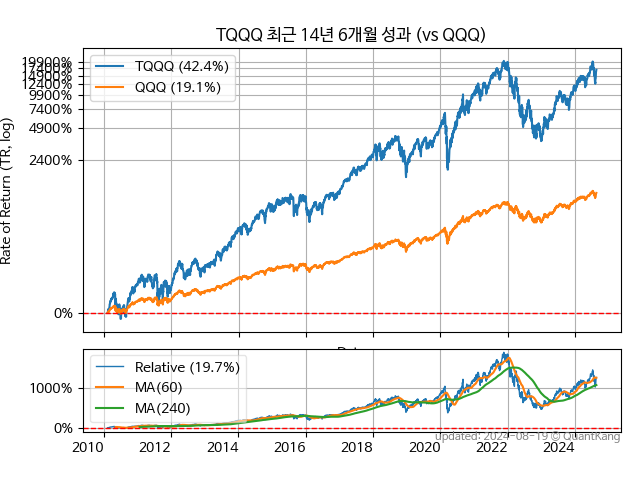 TQQQ 최근 14년 6개월 성과 (vs QQQ)
TQQQ (42.4%)
QQQ (19.1%)
19900%
17400%
14900%
12400%
9900%
7400%
4900%
2400%
0%
Rate of Return (TR, log)
Relative (19.7%)
MA(60)
MA(240)
1000%
0%
2010 2012 2014 2016 2018 2020 2022 2024
updated: 2024-08-19 © QuantKang